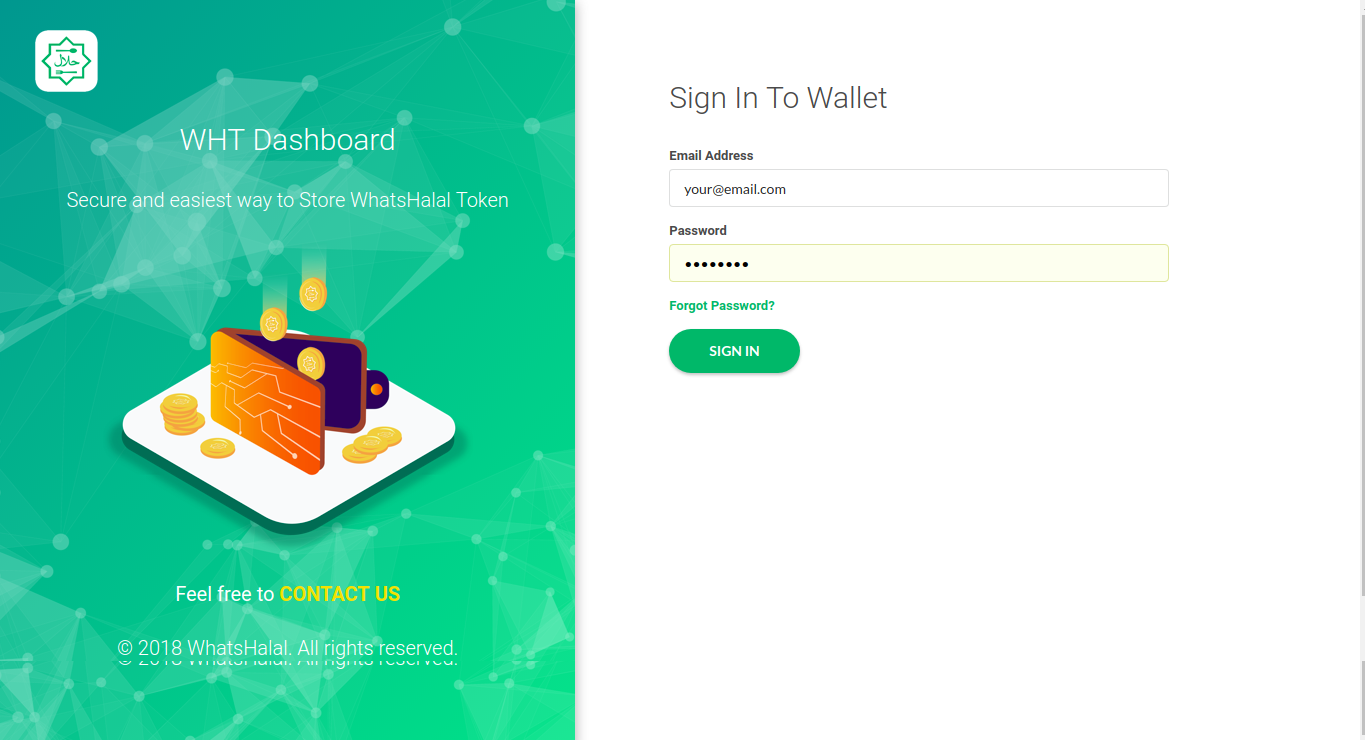 حلال
WHT Dashboard
Secure and easiest way to Store WhatsHalal Token
Feel free to CONTACT US
© 2018 WhatsHalal. All rights reserved.
© 2018 WhatsHalal. All rights reserved.
Sign In To Wallet
Email Address
your@email.com
Password
••••••••
Forgot Password?
SIGN IN